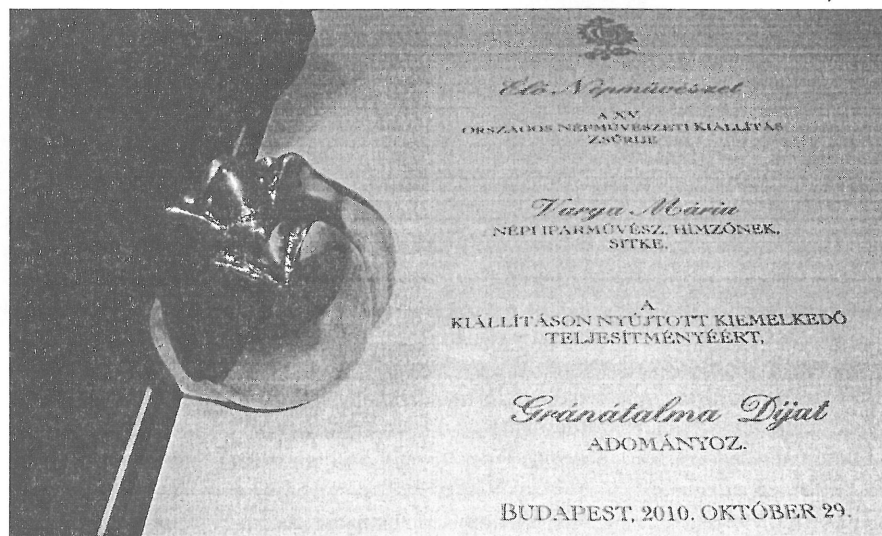 Élő Népművészet
A XV.
ORSZÁGOS NÉPMŰVÉSZETI KIÁLLÍTÁS
ZSŰRIJE
Varga Mária
NÉPI IPARMŰVÉSZ, HÍMZŐNEK,
SITKE,
A
KIÁLLÍTÁSON NYÚJTOTT KIEMELKEDŐ
TELJESÍTMÉNYÉÉRT,
Gránátalma Díjat
ADOMÁNYOZ.
BUDAPEST, 2010. OKTÓBER 29.